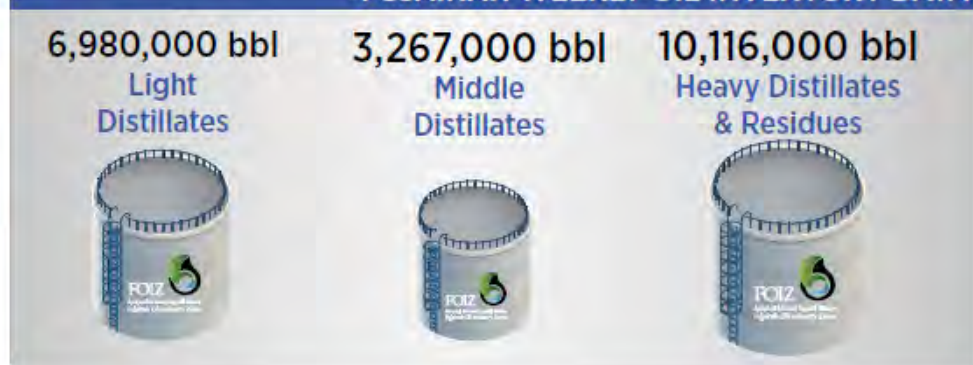 6,980,000 bbl
Light
Distillates
3,267,000 bbl
Middle
Distillates
10,116,000 bbl
Heavy Distillates
& Residues
FOIZ
FOIZ
FOIZ